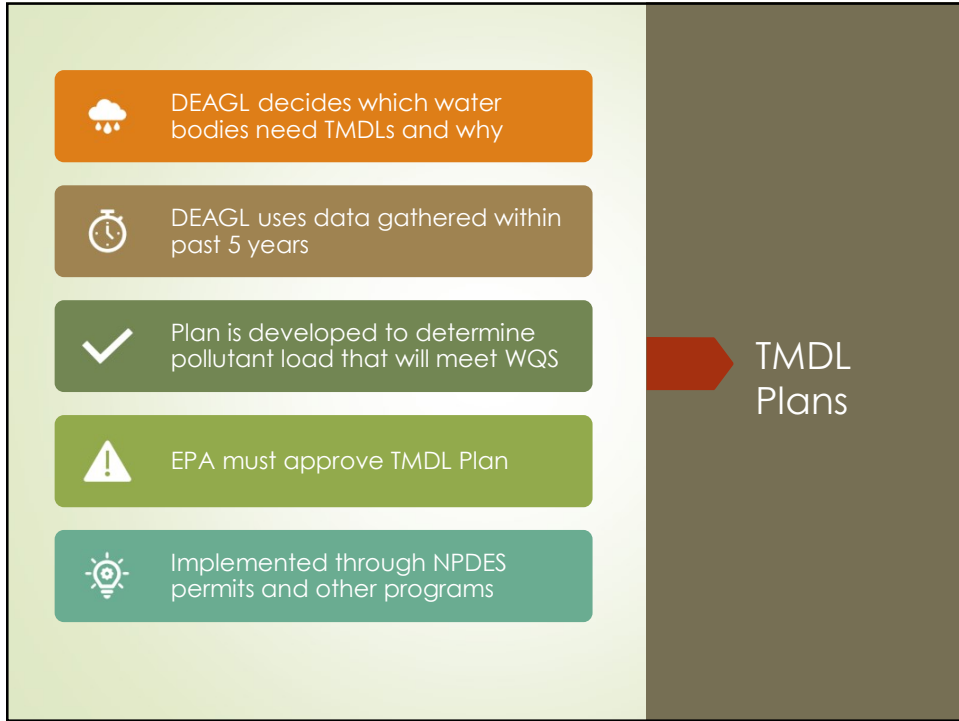 DEAGL decides which water
bodies need TMDLs and why
DEAGL uses data gathered within
past 5 years
Plan is developed to determine
pollutant load that will meet WQS
EPA must approve TMDL Plan
Implemented through NPDES
permits and other programs
TMDL
Plans